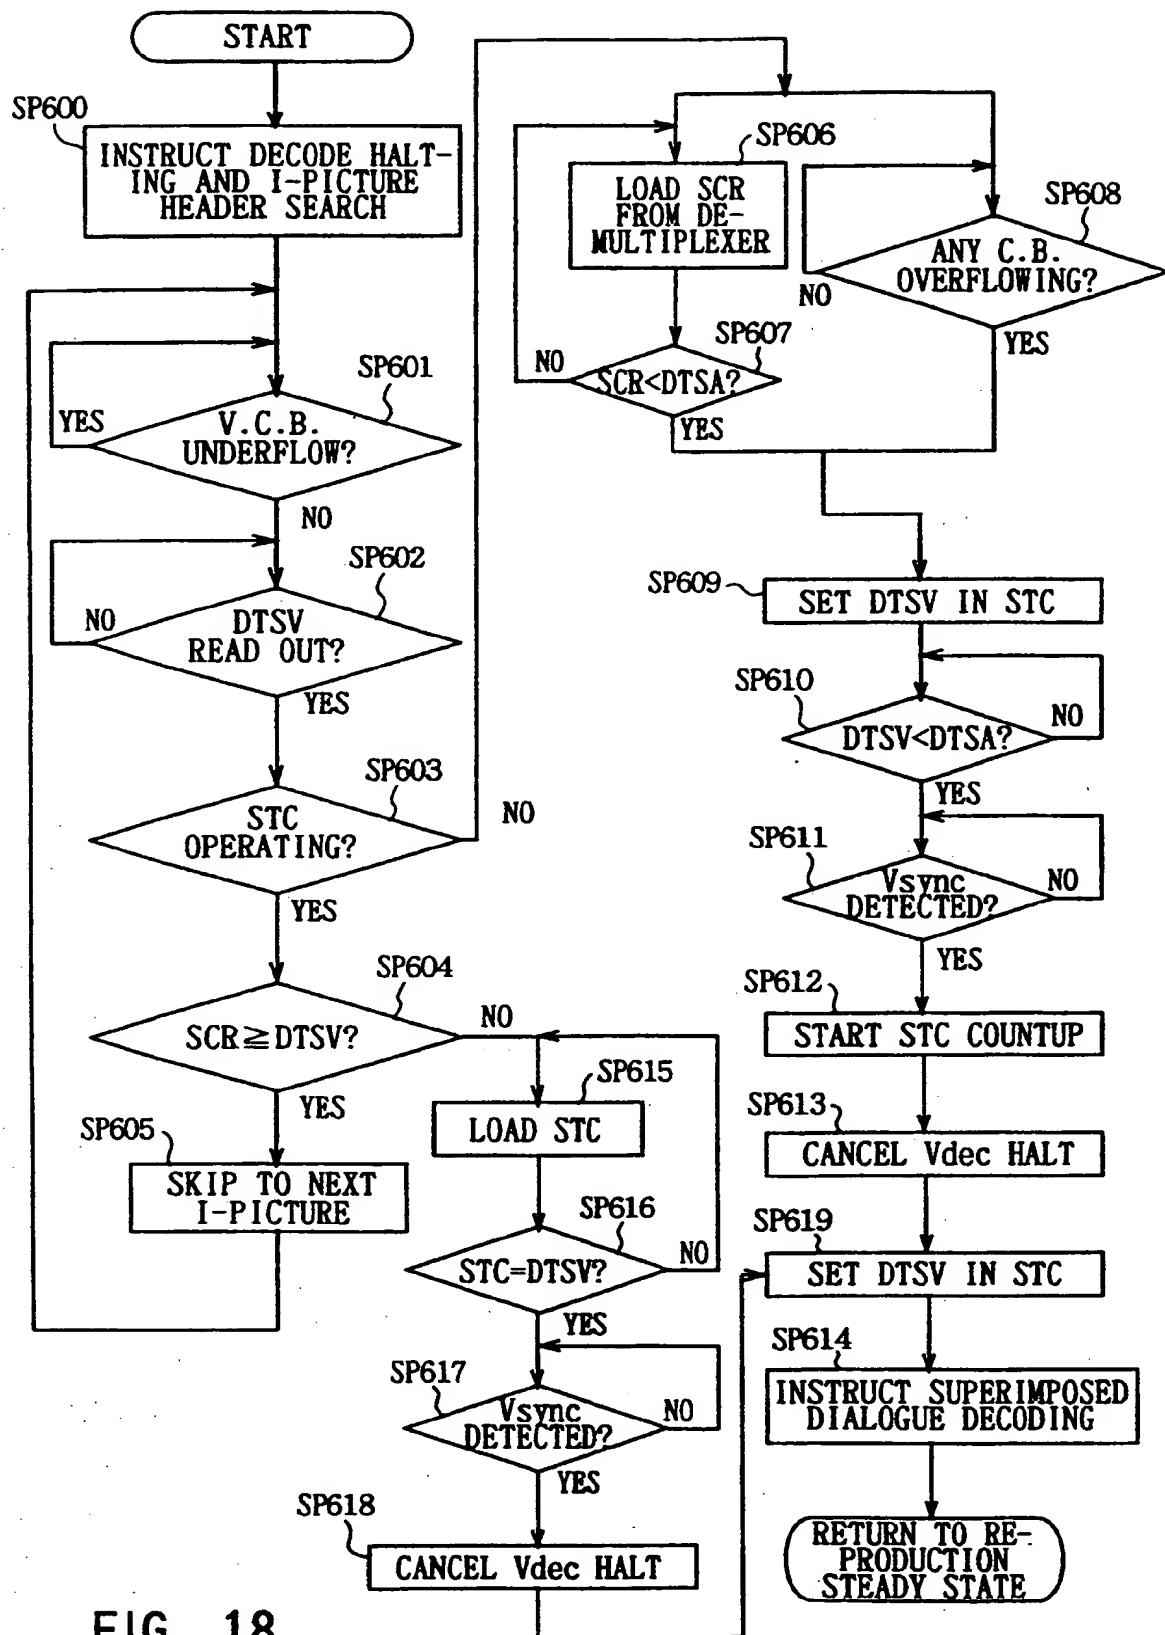 START
SP600
INSTRUCT DECODE HALT-
ING AND I-PICTURE
HEADER SEARCH
SP601
V.C.B.
UNDERFLOW?
YES
NO
SP602
DTSV
READ OUT?
NO
YES
SP603
STC
OPERATING?
NO
YES
SP604
SCR≧DTSV?
NO
YES
SP605
SKIP TO NEXT
I-PICTURE
SP606
LOAD SCR
FROM DE-
MULTIPLEXER
SP607
SCR<DTSA?
NO
YES
SP608
ANY C.B.
OVERFLOWING?
NO
YES
SP609
SET DTSV IN STC
SP610
DTSV<DTSA?
NO
YES
SP611
Vsync
DETECTED?
NO
YES
SP612
START STC COUNTUP
SP613
CANCEL Vdec HALT
SP615
LOAD STC
SP616
STC=DTSV?
NO
YES
SP617
Vsync
DETECTED?
NO
YES
SP618
CANCEL Vdec HALT
SP619
SET DTSV IN STC
SP614
INSTRUCT SUPERIMPOSED
DIALOGUE DECODING
RETURN TO RE-
PRODUCTION
STEADY STATE
FIG. 18